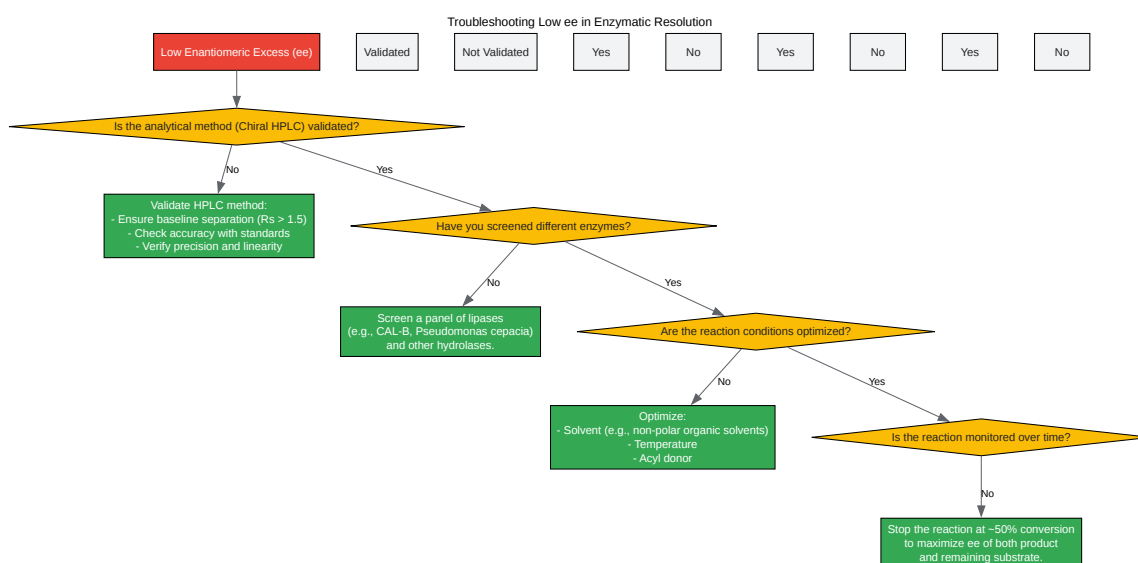 Troubleshooting Low ee in Enzymatic Resolution
Low Enantiomeric Excess (ee)
Validated
Not Validated
Yes
No
Yes
No
Yes
No
Is the analytical method (Chiral HPLC) validated?
No
Yes
Validate HPLC method:
- Ensure baseline separation (Rs > 1.5)
- Check accuracy with standards
- Verify precision and linearity
Have you screened different enzymes?
No
Yes
Screen a panel of lipases
(e.g., CAL-B, Pseudomonas cepacia)
and other hydrolases.
Are the reaction conditions optimized?
No
Yes
Optimize:
- Solvent (e.g., non-polar organic solvents)
- Temperature
- Acyl donor
Is the reaction monitored over time?
No
Stop the reaction at ~50% conversion
to maximize ee of both product
and remaining substrate.